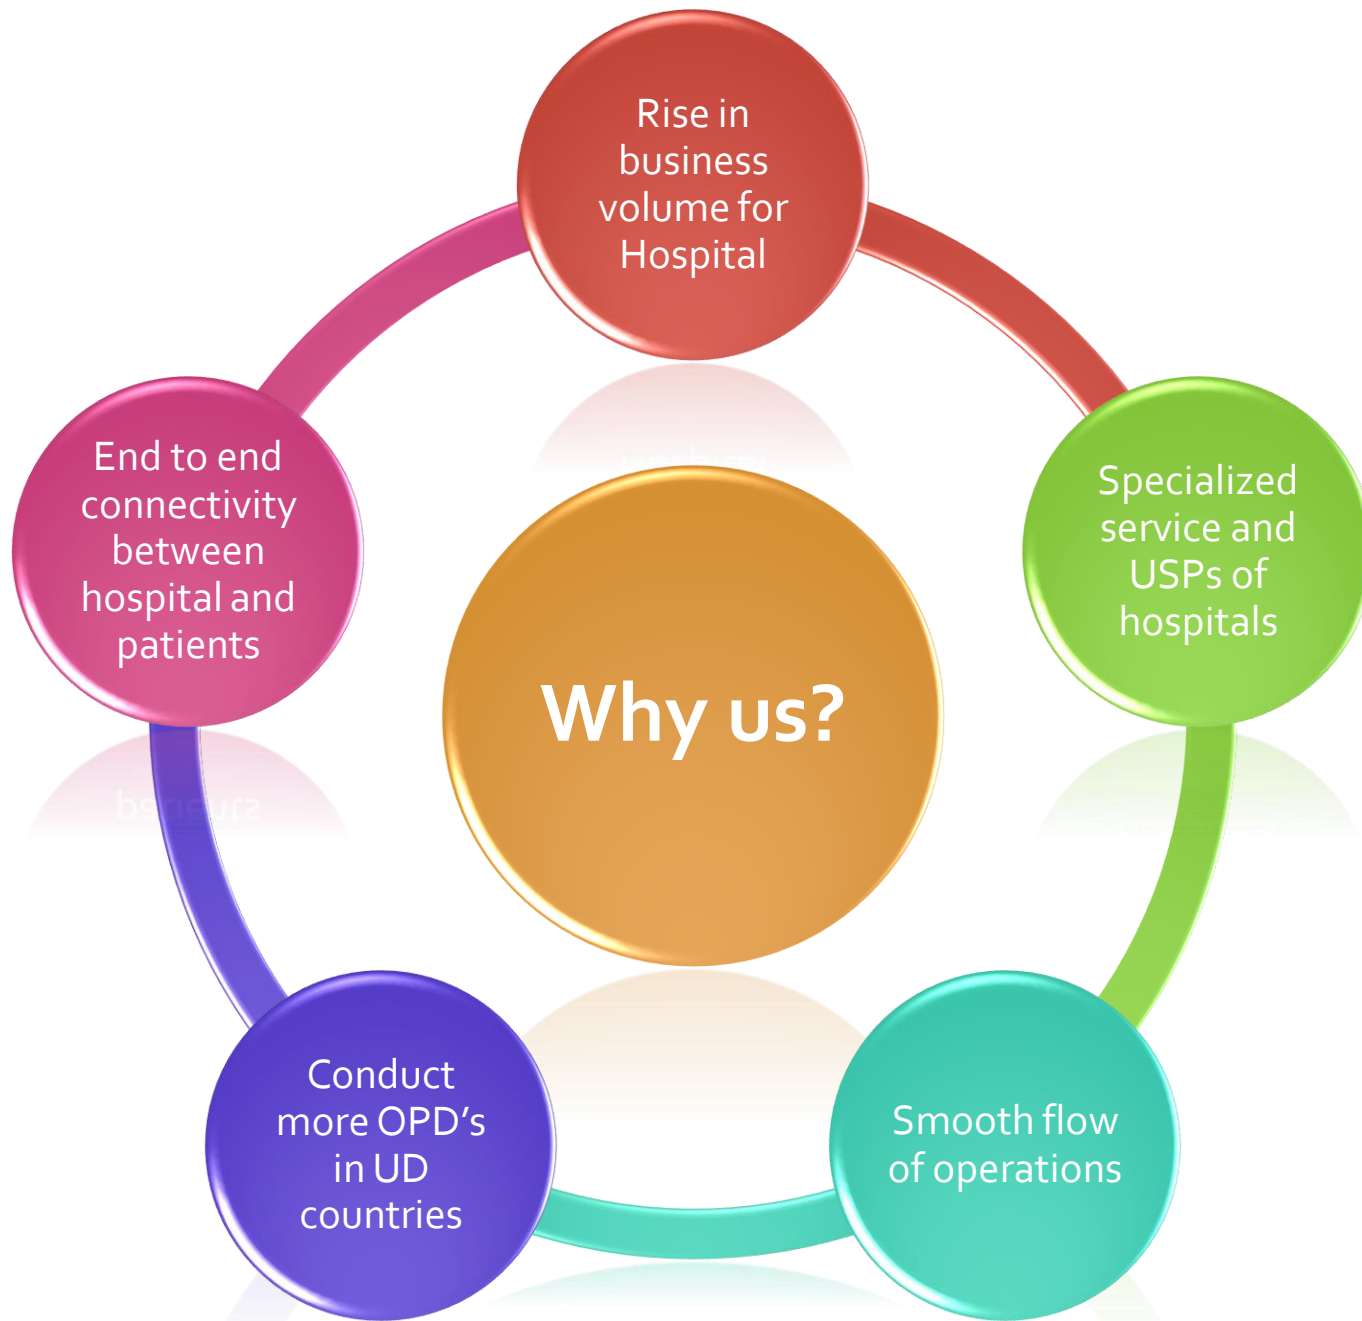 Rise in
business
volume for
Hospital
End to end
connectivity
between
hospital and
patients
Specialized
service and
USPs of
hospitals
Why us?
Conduct
more OPD’s
in UD
countries
Smooth flow
of operations